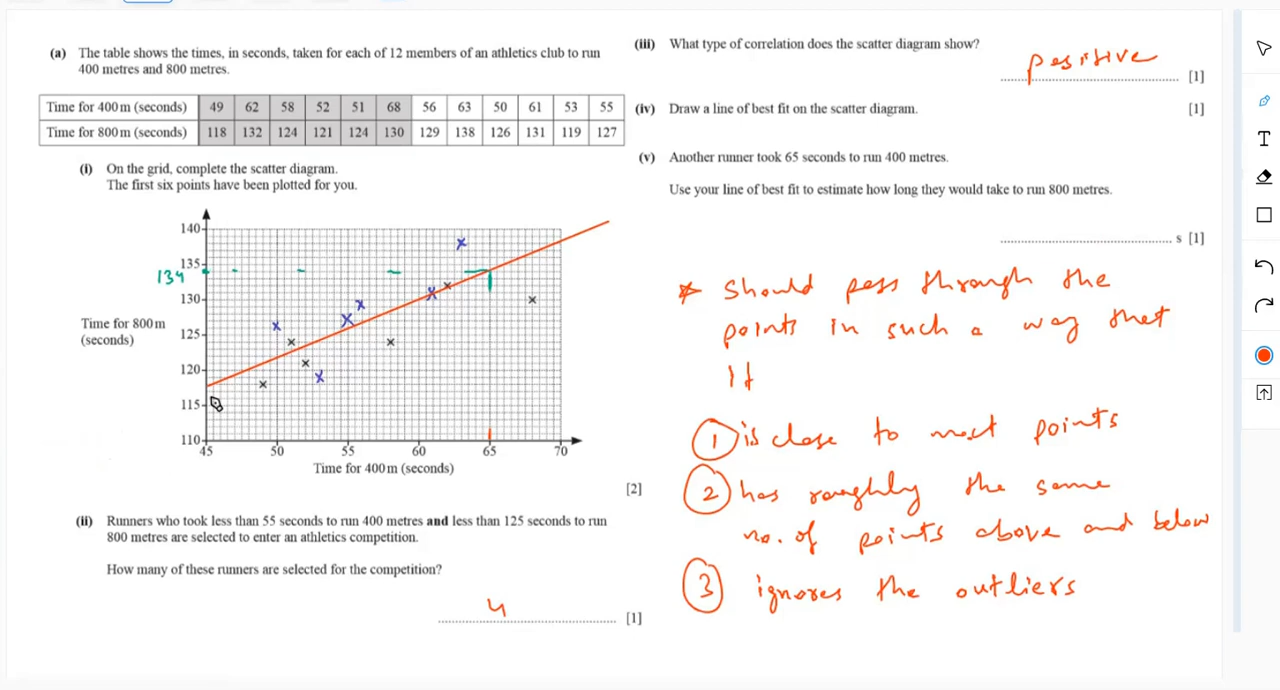 (a) The table shows the times, in seconds, taken for each of 12 members of an athletics club to run
400 metres and 800 metres.
Time for 400 m (seconds) 49 62 58 52 51 68 56 63 50 61 53 55
Time for 800 m (seconds) 118 132 124 121 124 130 129 138 126 131 119 127
(i) On the grid, complete the scatter diagram.
The first six points have been plotted for you.
140
135
134
130
Time for 800 m
(seconds)
125
120
115
110
45 50 55 60 65 70
Time for 400 m (seconds)
[2]
(ii) Runners who took less than 55 seconds to run 400 metres and less than 125 seconds to run
800 metres are selected to enter an athletics competition.
How many of these runners are selected for the competition?
4
[1]
(iii) What type of correlation does the scatter diagram show?
positive
[1]
(iv) Draw a line of best fit on the scatter diagram. [1]
(v) Another runner took 65 seconds to run 400 metres.
Use your line of best fit to estimate how long they would take to run 800 metres.
s [1]
* Should pass through the
points in such a way that
it
① is close to most points
② has roughly the same
no. of points above and below
③ ignores the outliers
T